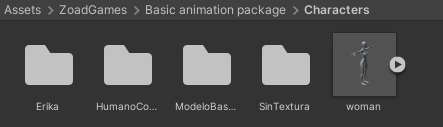 Assets > ZoadGames > Basic animation package > Characters
Erika HumanoCo... ModeloBas... SinTextura woman